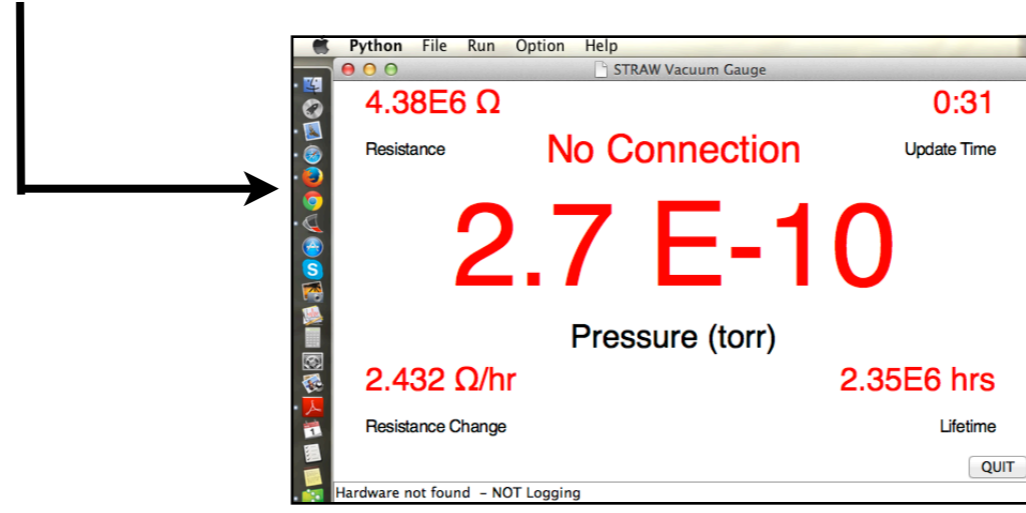 Python File Run Option Help
STRAW Vacuum Gauge
4.38E6 Ω
0:31
Resistance
No Connection
Update Time
2.7 E-10
Pressure (torr)
2.432 Ω/hr
2.35E6 hrs
Resistance Change
Lifetime
QUIT
Hardware not found - NOT Logging